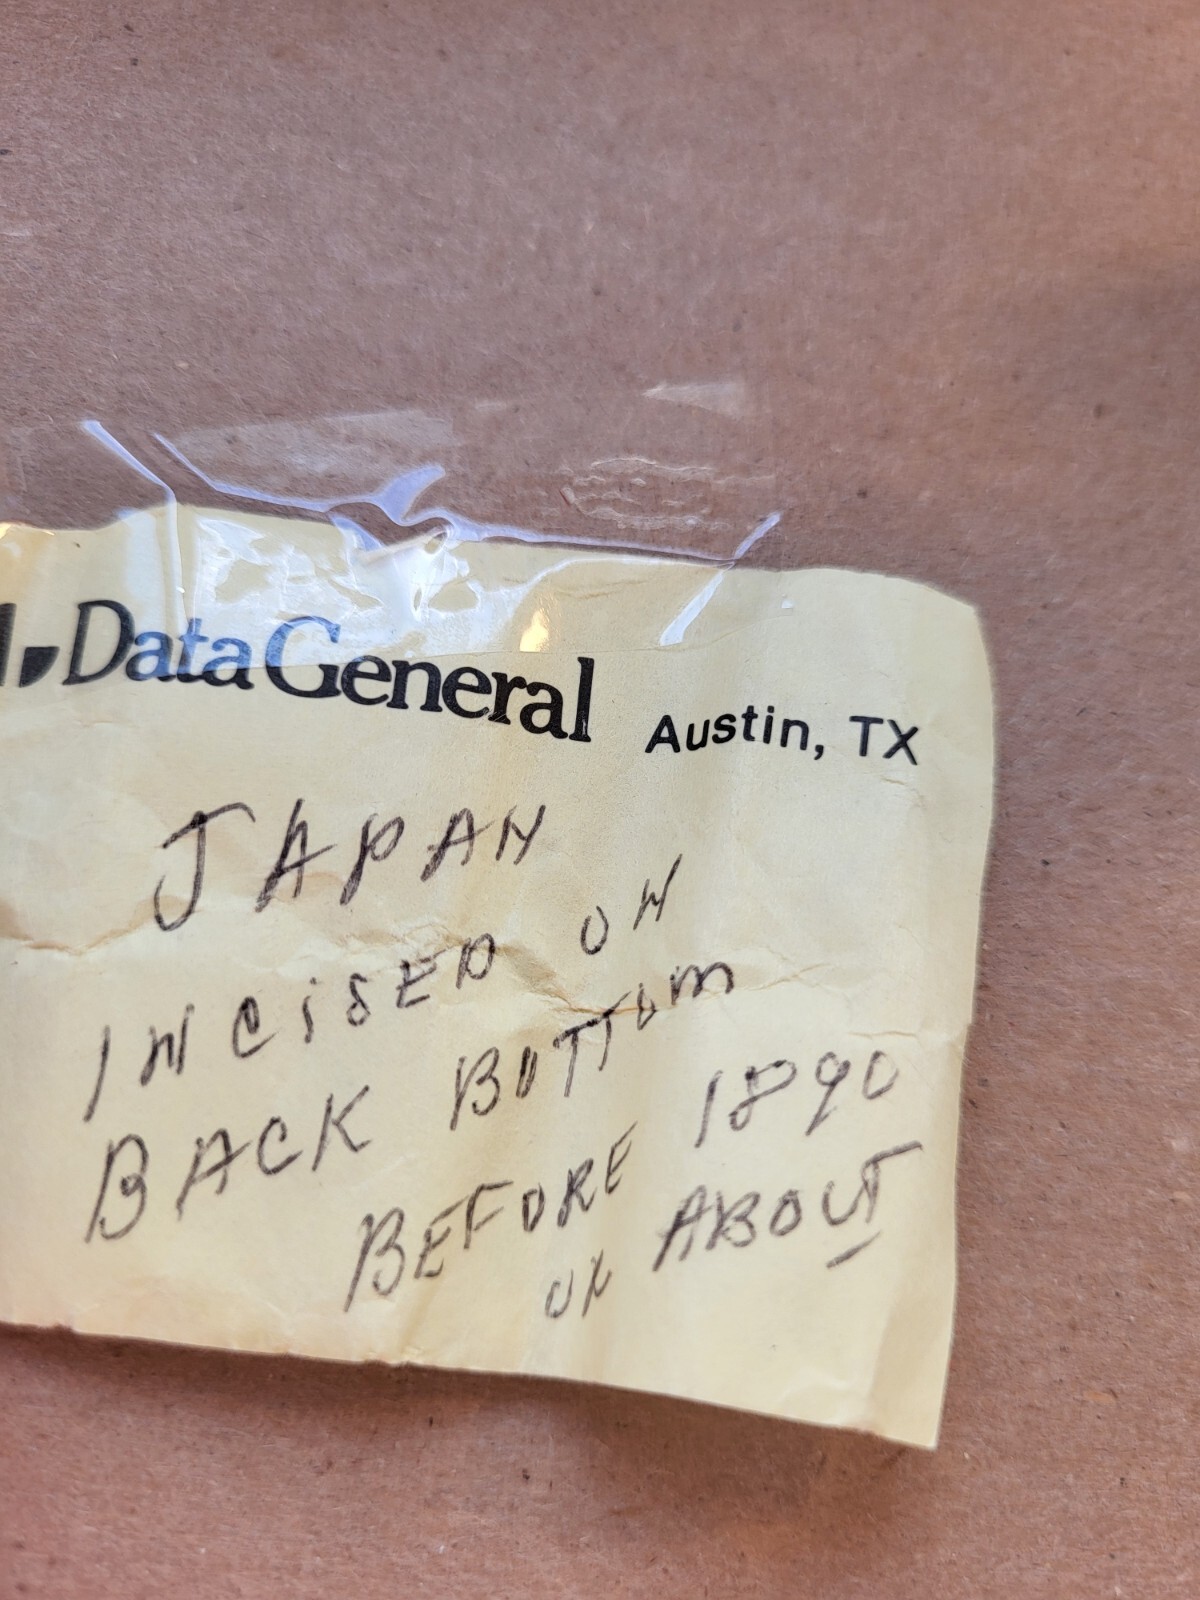 Data General Austin, TX
JAPAN
INCISED ON
BACK BOTTOM
BEFORE 1890
OR ABOUT